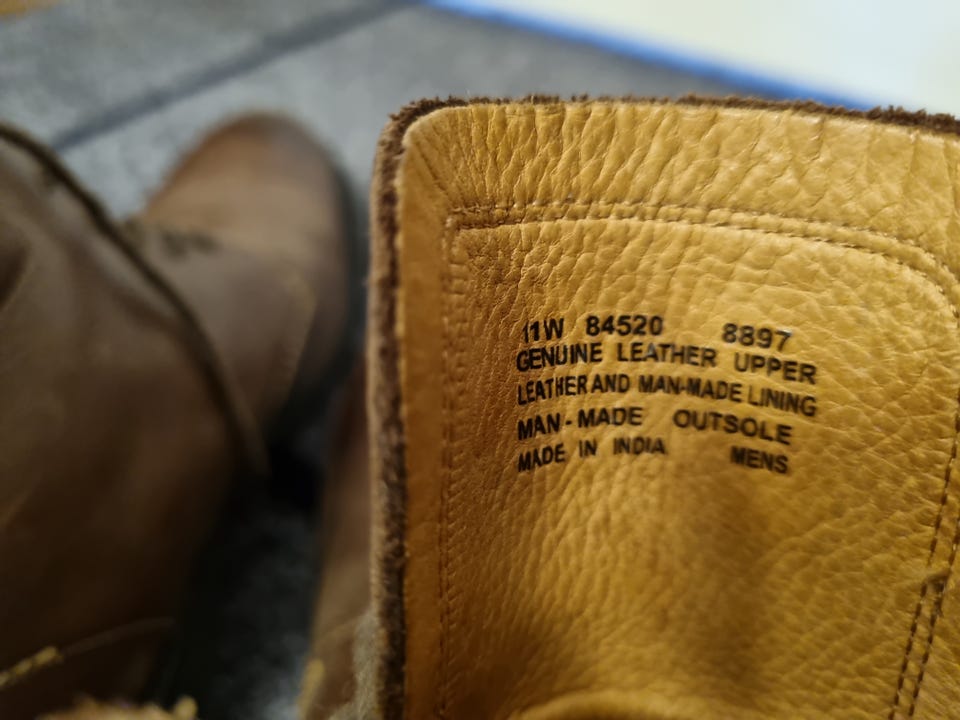 11W 84520 8897
GENUINE LEATHER UPPER
LEATHER AND MAN-MADE LINING
MAN-MADE OUTSOLE
MADE IN INDIA MENS